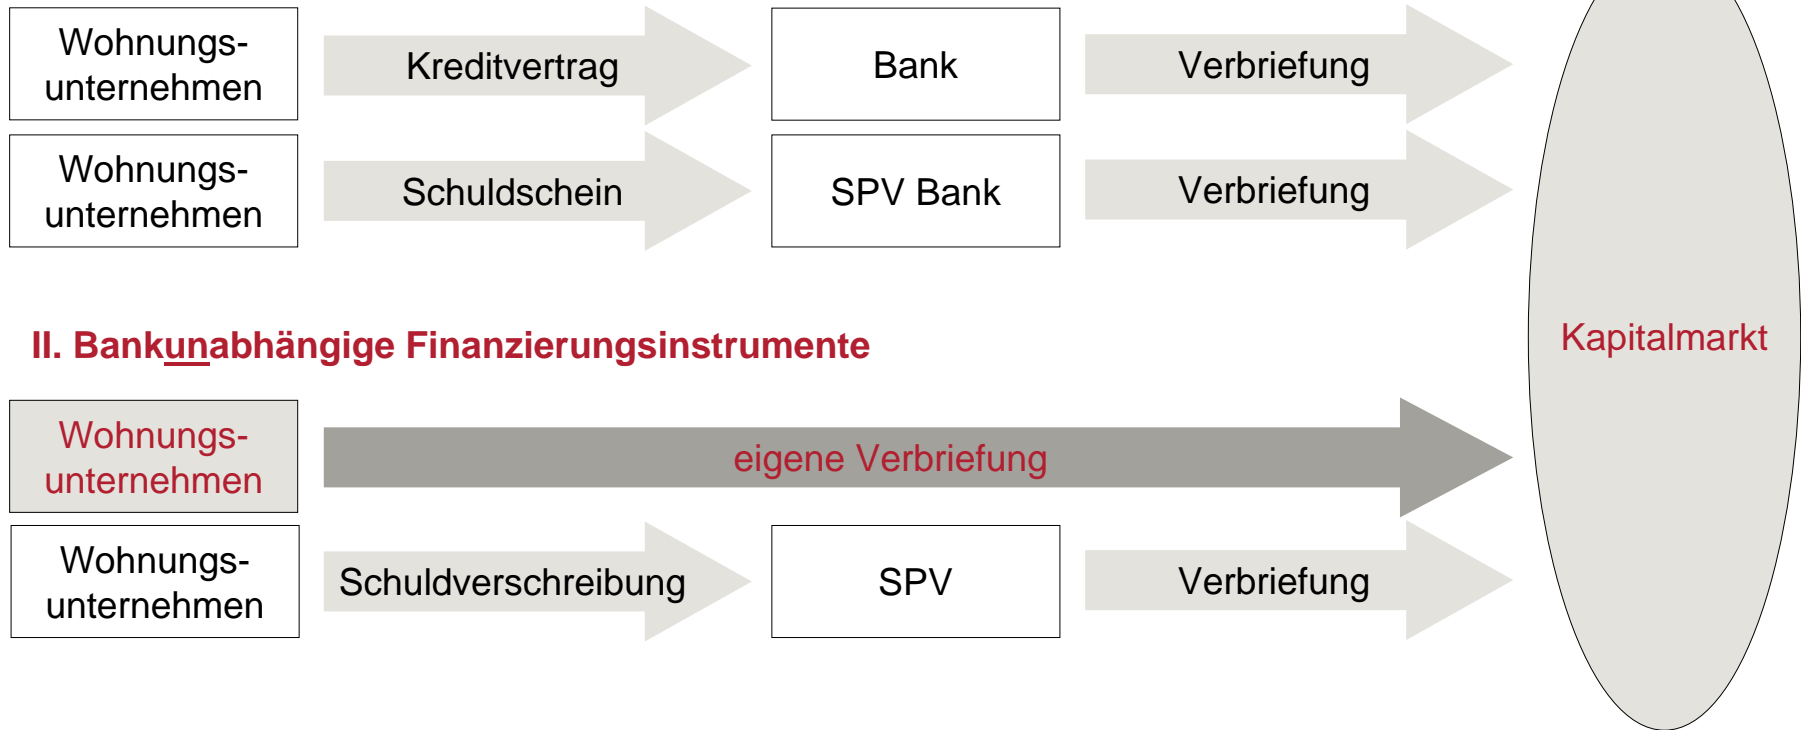 Wohnungs-
unternehmen
Kreditvertrag
Bank
Verbriefung
Wohnungs-
unternehmen
Schuldschein
SPV Bank
Verbriefung
II. Bankunabhängige Finanzierungsinstrumente
Kapitalmarkt
Wohnungs-
unternehmen
eigene Verbriefung
Wohnungs-
unternehmen
Schuldverschreibung
SPV
Verbriefung